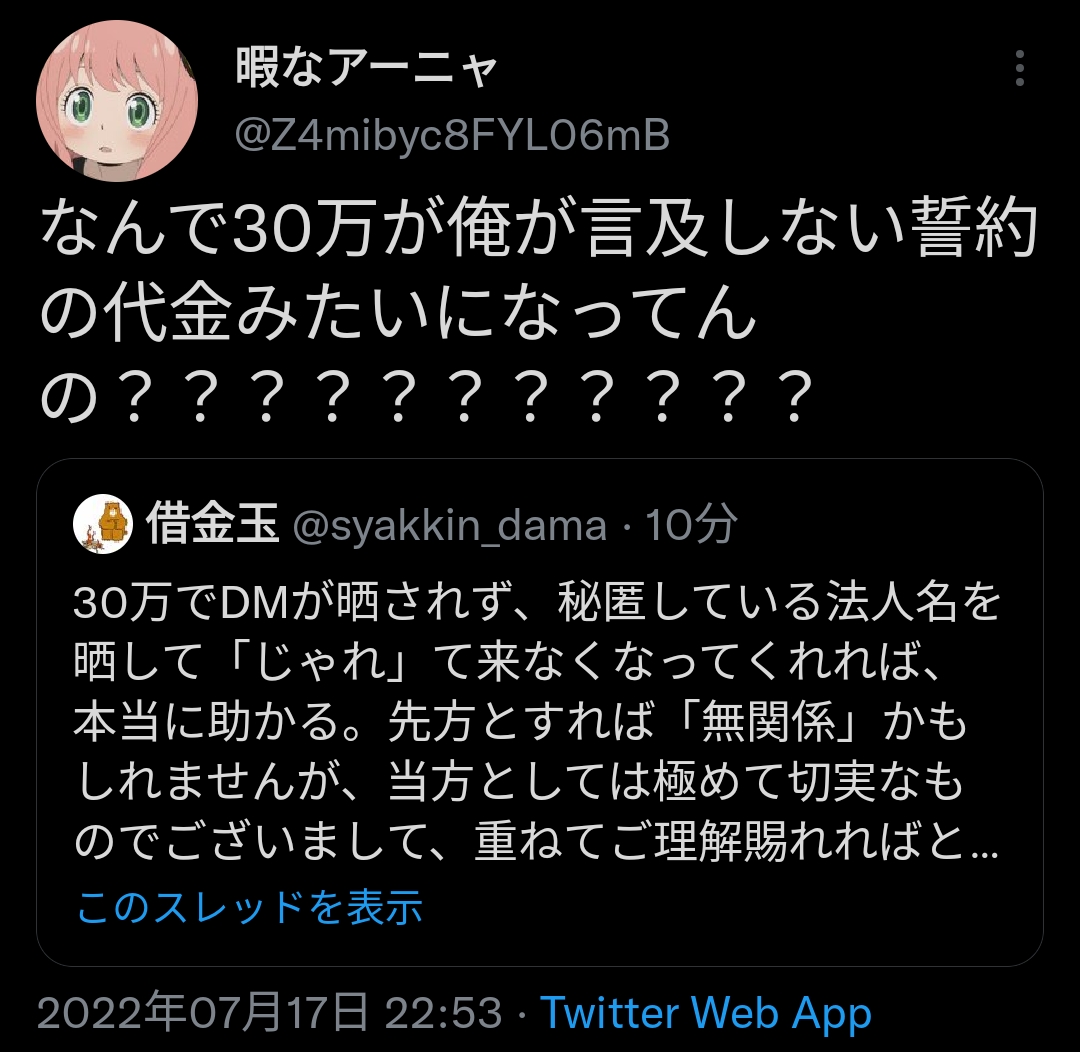 暇なアーニャ
@Z4mibyc8FYL06mB
なんで30万が俺が言及しない誓約
の代金みたいになってん
の？？？？？？？？？？？
借金玉 @syakkin_dama · 10分
30万でDMが晒されず、秘匿している法人名を
晒して「じゃれ」て来なくなってくれれば、
本当に助かる。先方とすれば「無関係」かも
しれませんが、当方としては極めて切実なも
のでございまして、重ねてご理解賜れればと...
このスレッドを表示
2022年07月17日 22:53 · Twitter Web App